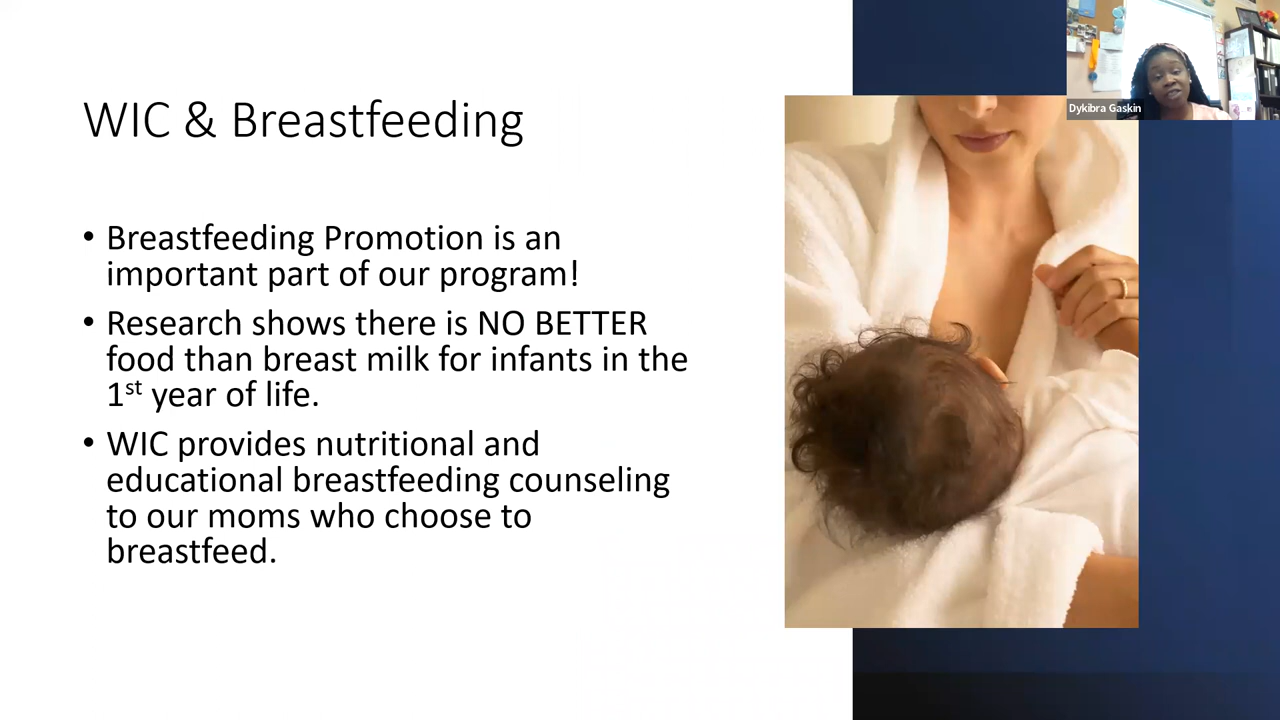 WIC & Breastfeeding
• Breastfeeding Promotion is an
important part of our program!
• Research shows there is NO BETTER
food than breast milk for infants in the
1st year of life.
• WIC provides nutritional and
educational breastfeeding counseling
to our moms who choose to
breastfeed.
Dykibra Gaskin